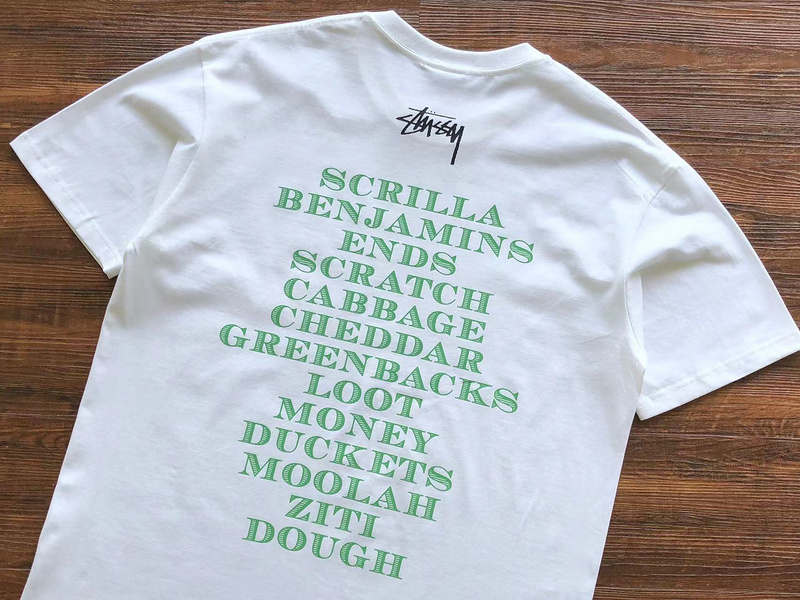 Stüssy
SCRILLA
BENJAMINS
ENDS
SCRATCH
CABBAGE
CHEDDAR
GREENBACKS
LOOT
MONEY
DUCKETS
MOOLAH
ZITI
DOUGH